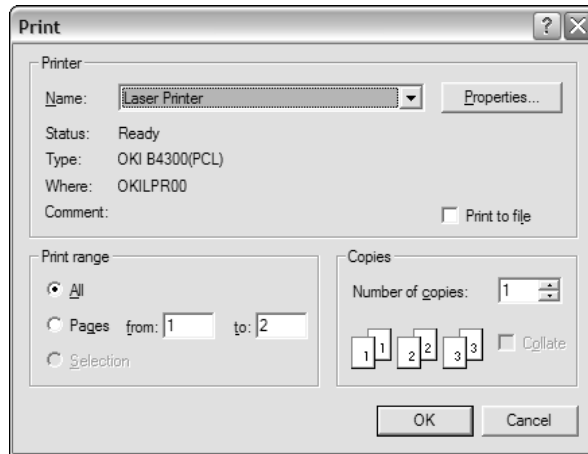 Print
Printer
Name: Laser Printer Properties...
Status: Ready
Type: OKI B4300(PCL)
Where: OKILPR00
Comment: Print to file
Print range
All
Pages from: 1 to: 2
Selection
Copies
Number of copies: 1
1 1 2 2 3 3 Collate
OK Cancel